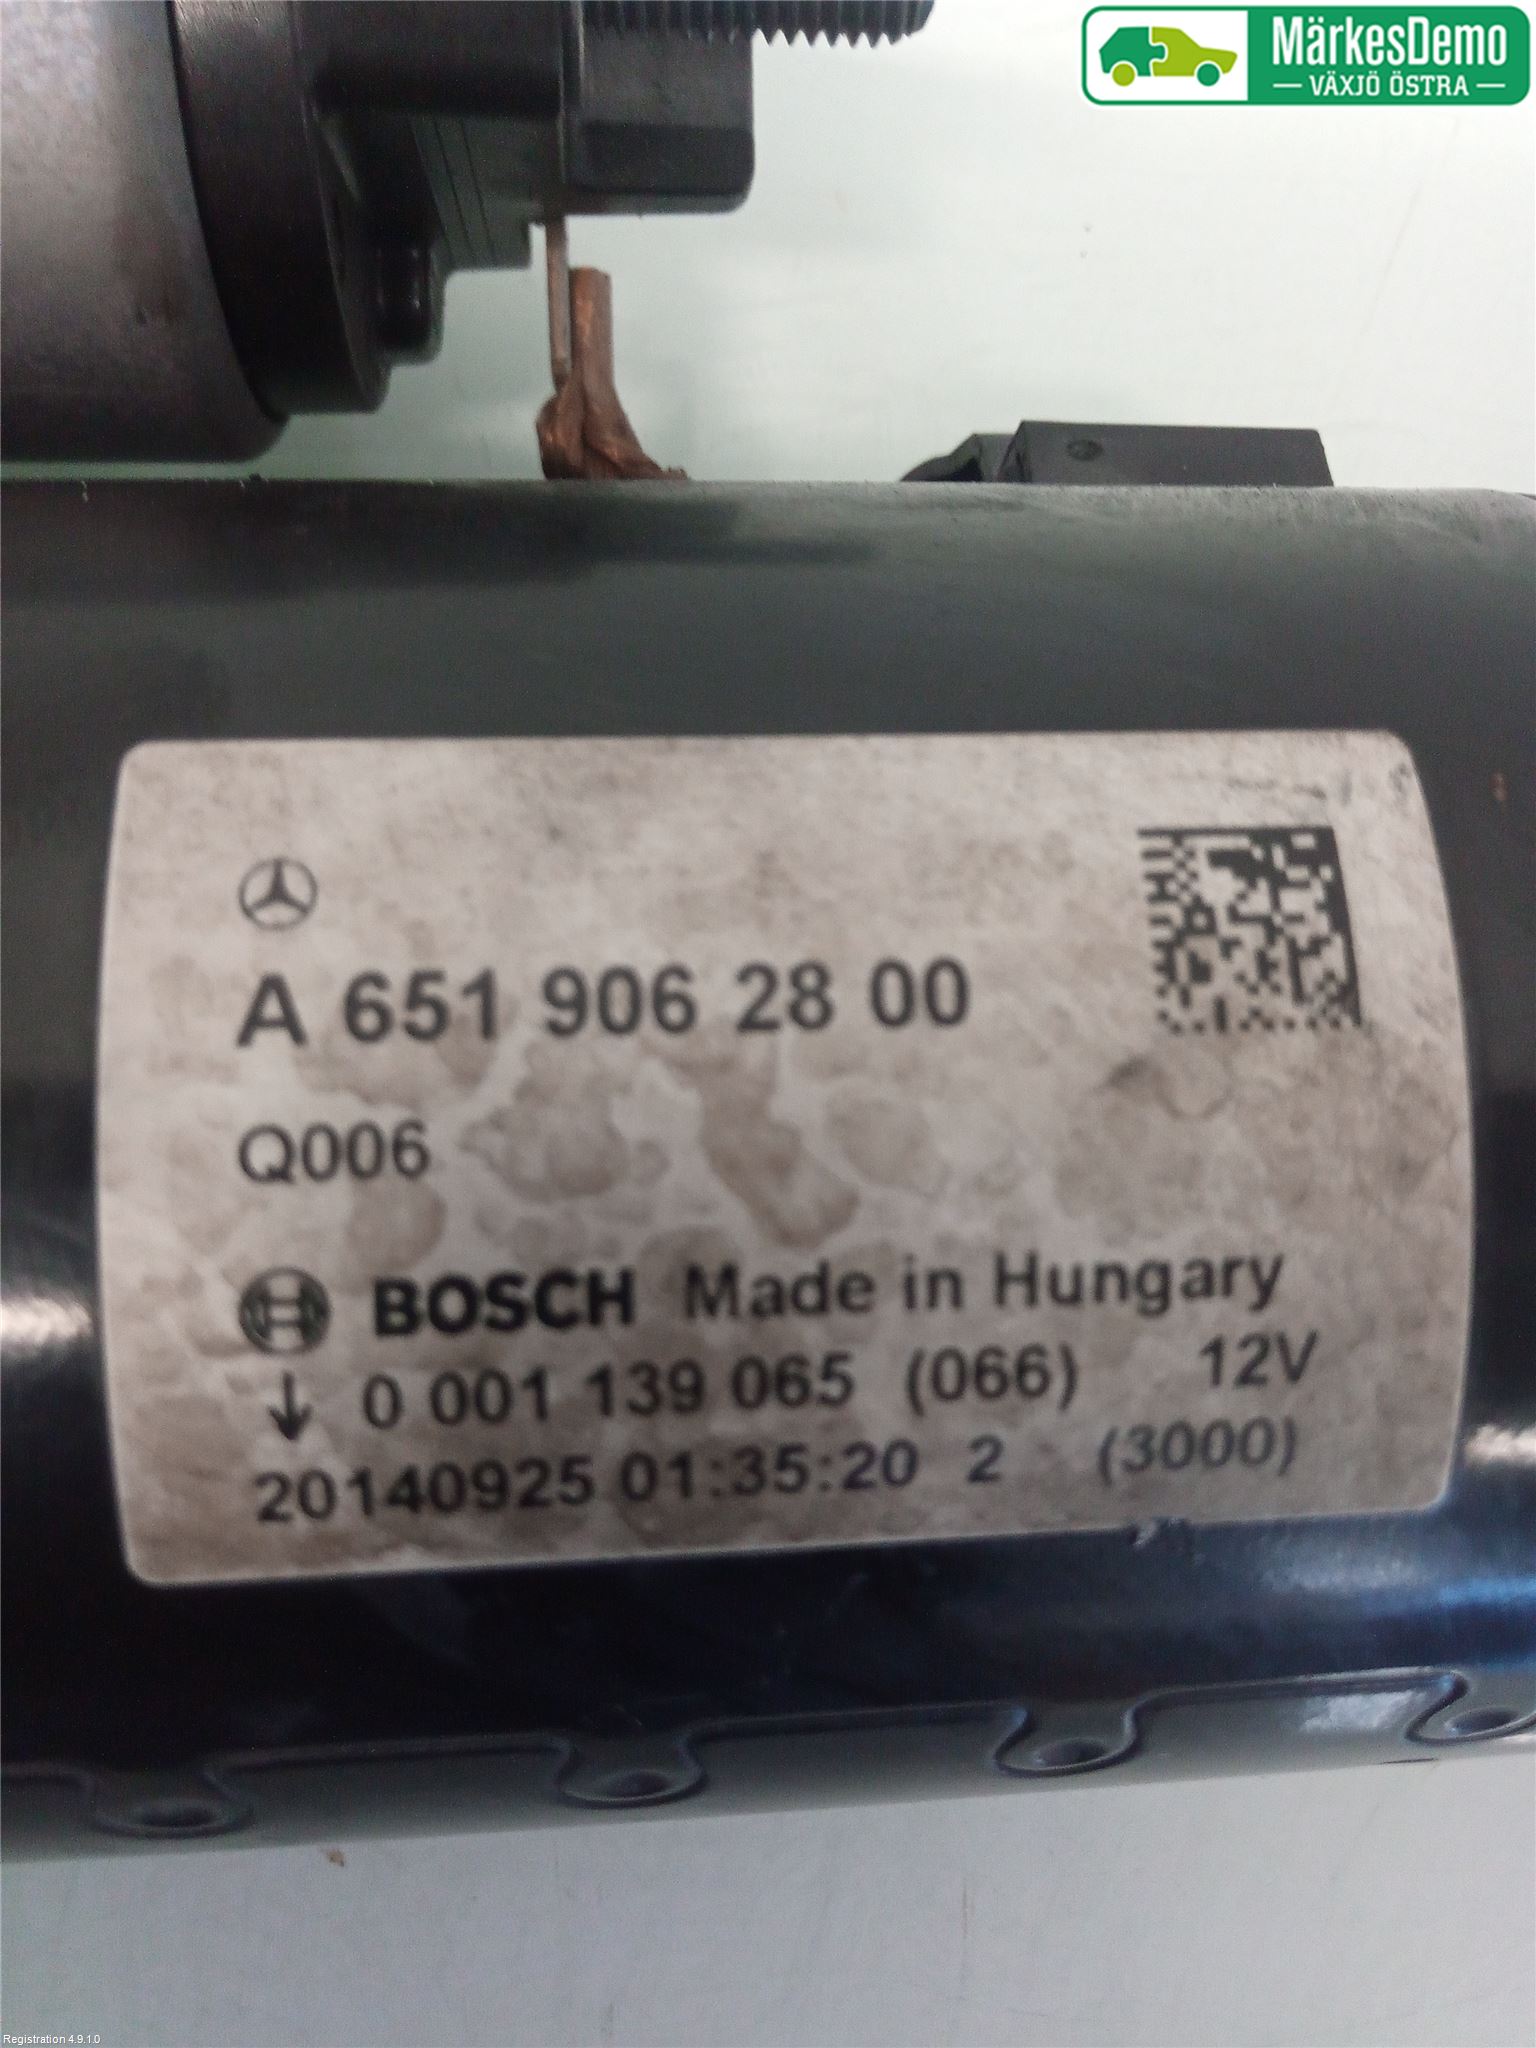 MärkesDemo
VÄXJÖ ÖSTRA
A 651 906 28 00
Q006
BOSCH Made in Hungary
0 001 139 065 (066) 12V
20140925 01:35:20 2 (3000)
Registration 4.9.1.0